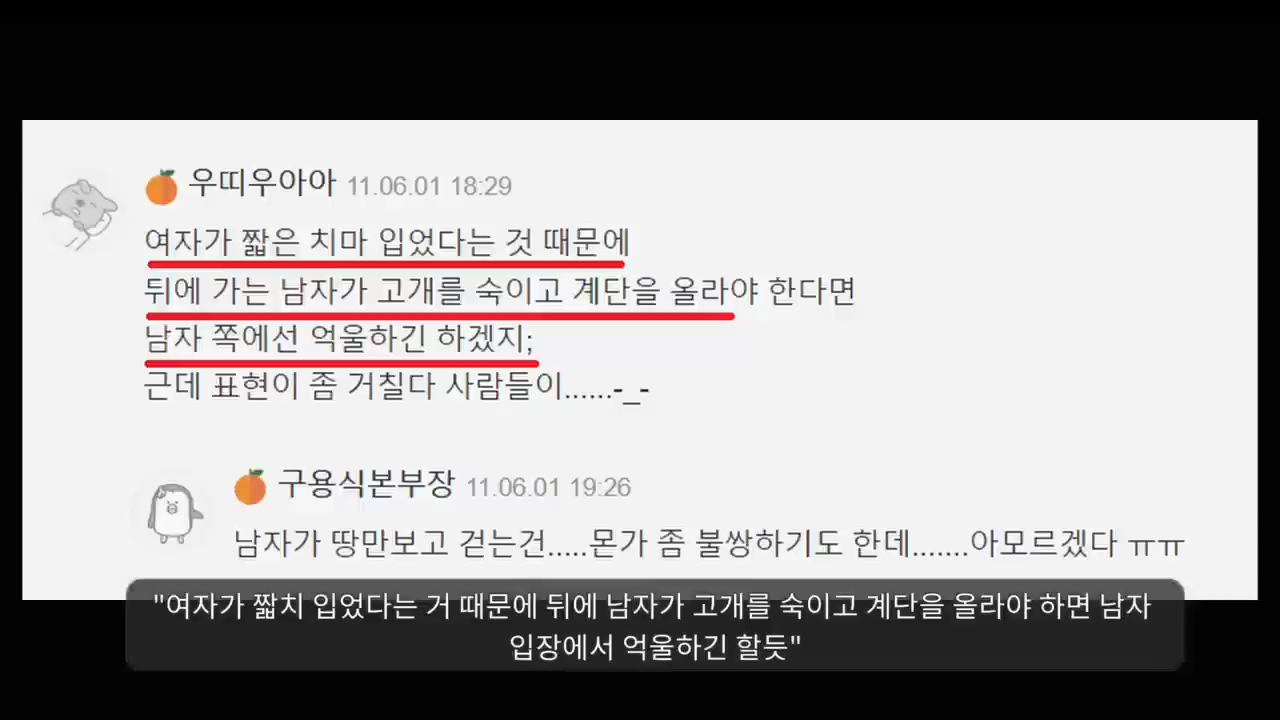 우띠우아아 11.06.01 18:29
여자가 짧은 치마 입었다는 것 때문에
뒤에 가는 남자가 고개를 숙이고 계단을 올라야 한다면
남자 쪽에선 억울하긴 하겠지;
근데 표현이 좀 거칠다 사람들이......-_-
구용식본부장 11.06.01 19:26
남자가 땅만보고 걷는건.....몬가 좀 불쌍하기도 한데.......아모르겠다 ㅠㅠ
"여자가 짧치 입었다는 거 때문에 뒤에 남자가 고개를 숙이고 계단을 올라야 하면 남자
입장에서 억울하긴 할듯"